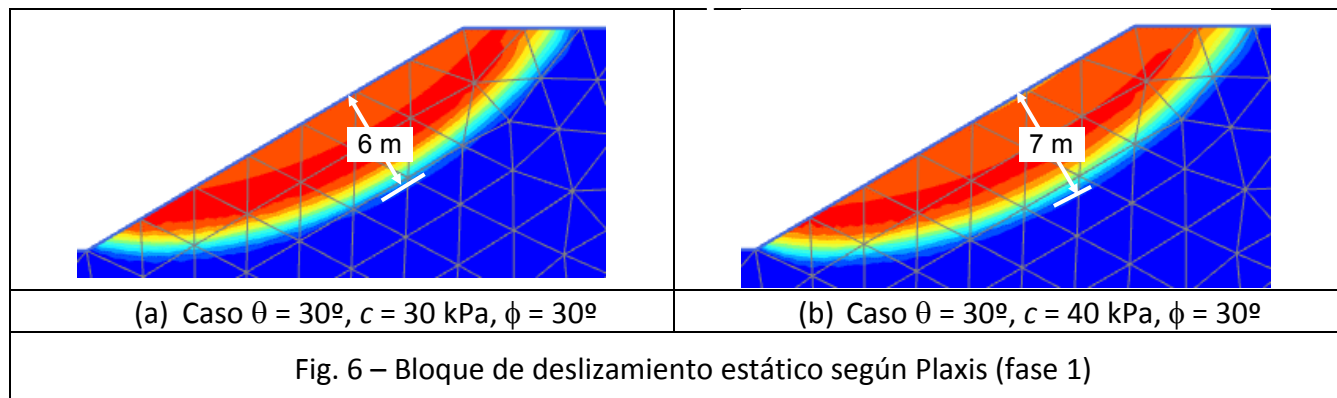 6 m
7 m
(a) Caso θ = 30º, c = 30 kPa, ϕ = 30º
(b) Caso θ = 30º, c = 40 kPa, ϕ = 30º
Fig. 6 – Bloque de deslizamiento estático según Plaxis (fase 1)